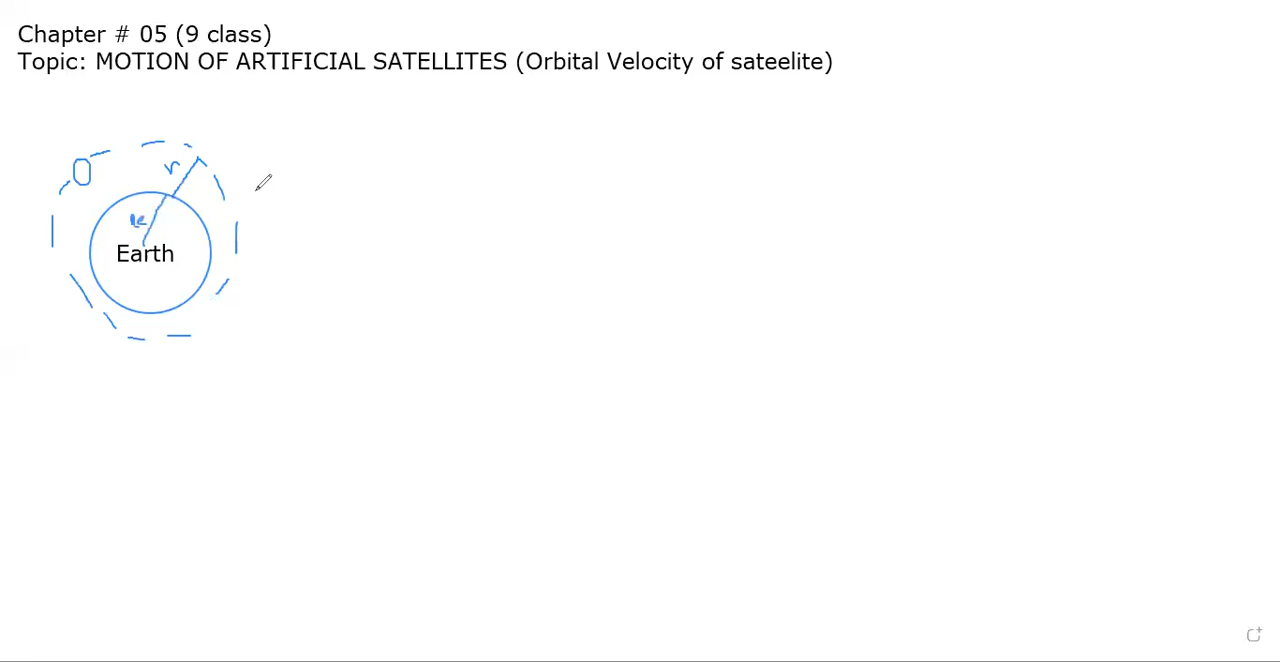 Chapter # 05 (9 class)
Topic: MOTION OF ARTIFICIAL SATELLITES (Orbital Velocity of sateelite)
r
Earth